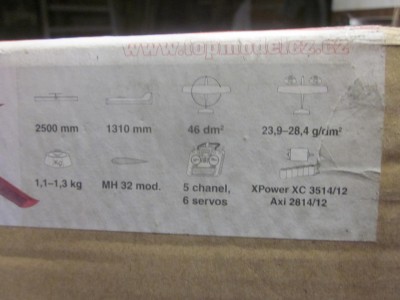 www.topmodelcz.cz
2500 mm
1310 mm
46 dm²
23,9–28,4 g/dm²
1,1–1,3 kg
MH 32 mod.
5 chanel,
6 servos
XPower XC 3514/12
Axi 2814/12